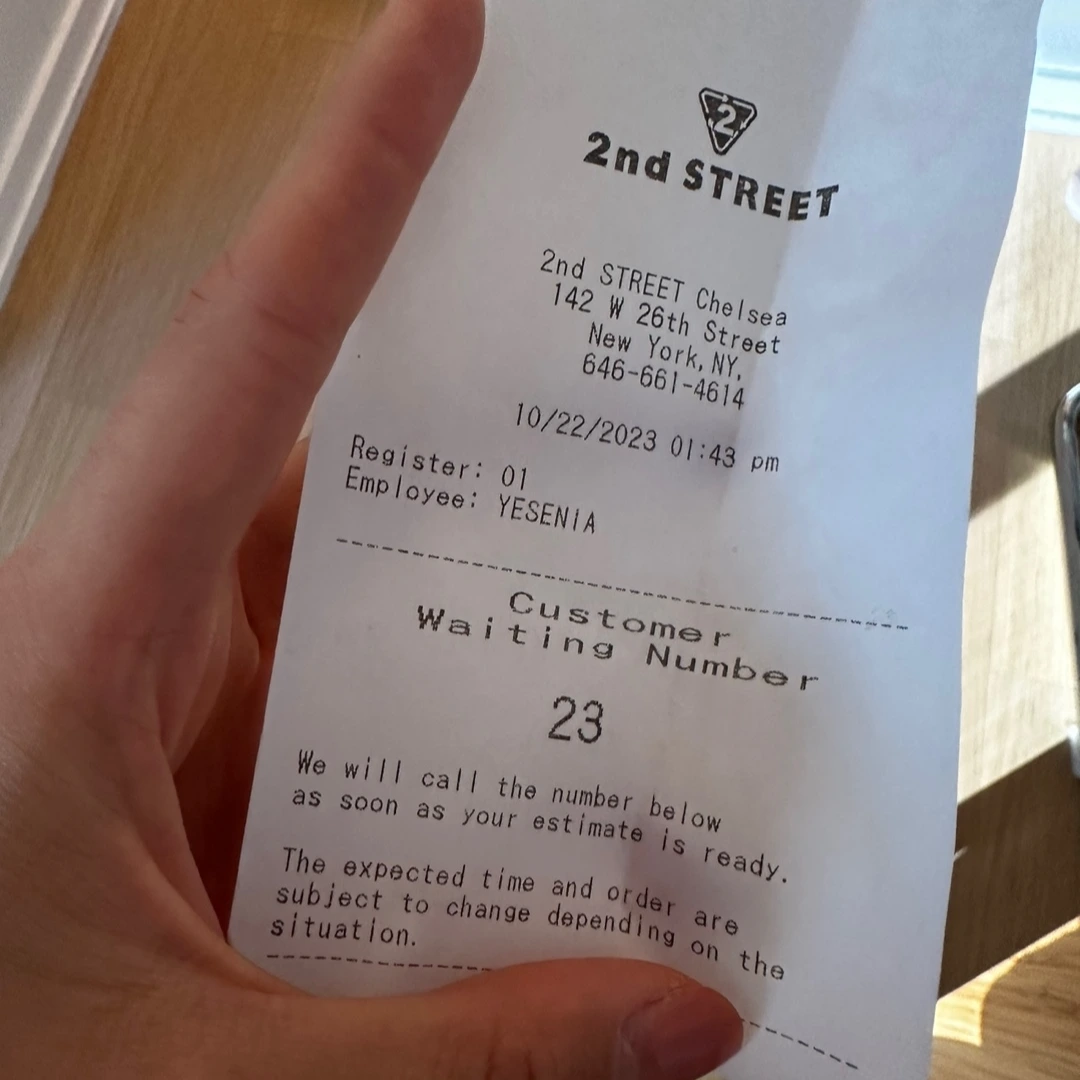 2
2nd STREET
2nd STREET Chelsea
142 W 26th Street
New York, NY,
646-661-4614
10/22/2023 01:43 pm
Register: 01
Employee: YESENIA
Customer
Waiting Number
23
We will call the number below
as soon as your estimate is ready.
The expected time and order are
subject to change depending on the
situation.